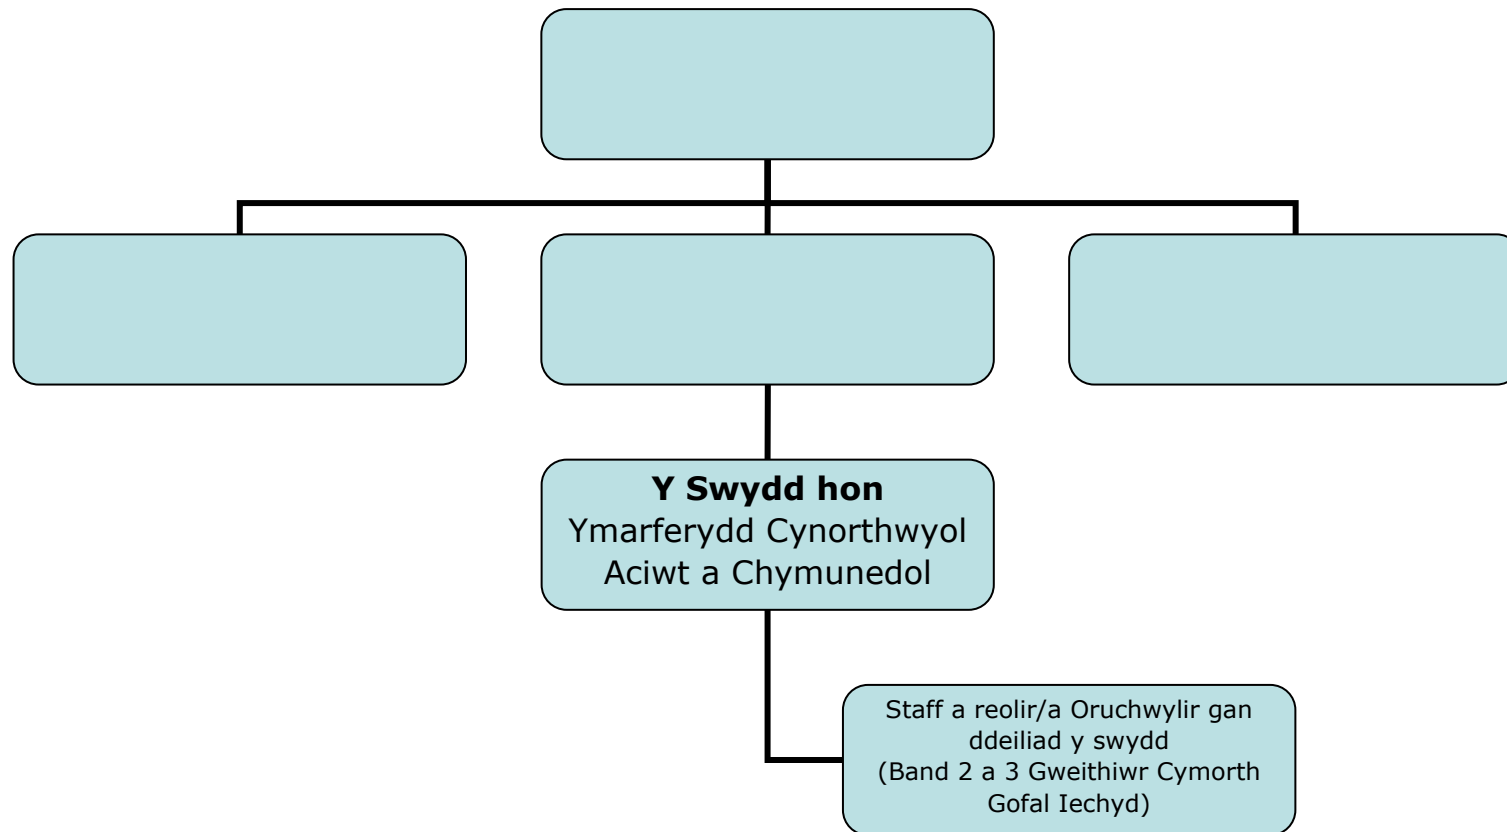 Y Swydd hon
Ymarferydd Cynorthwyol
Aciwt a Chymunedol
Staff a reolir/a Oruchwylir gan
ddeiliad y swydd
(Band 2 a 3 Gweithiwr Cymorth
Gofal Iechyd)